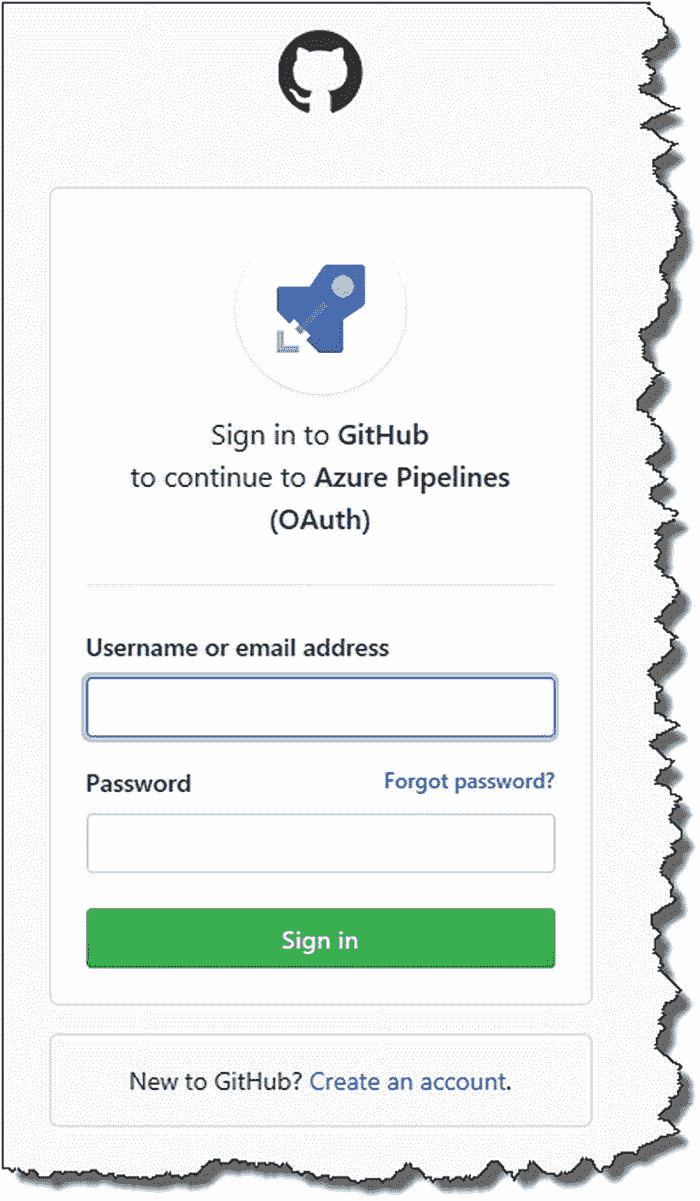 Sign in to GitHub
to continue to Azure Pipelines
(OAuth)
Username or email address
Password
Forgot password?
Sign in
New to GitHub? Create an account.